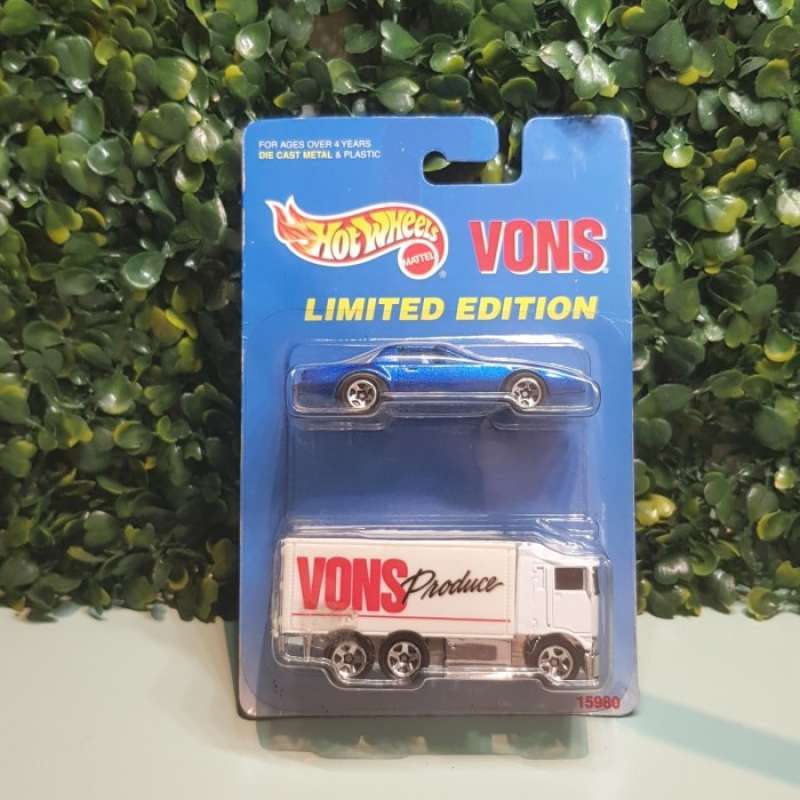 FOR AGES OVER 4 YEARS
DIE CAST METAL & PLASTIC
HOT WHEELS
MATTEL
®
VONS®
LIMITED EDITION
VONS Produce
15980